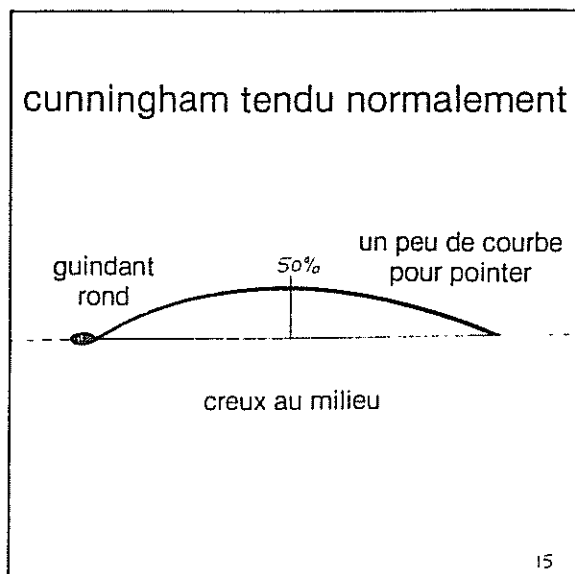 cunningham tendu normalement
guindant
rond
50%
un peu de courbe
pour pointer
creux au milieu
15